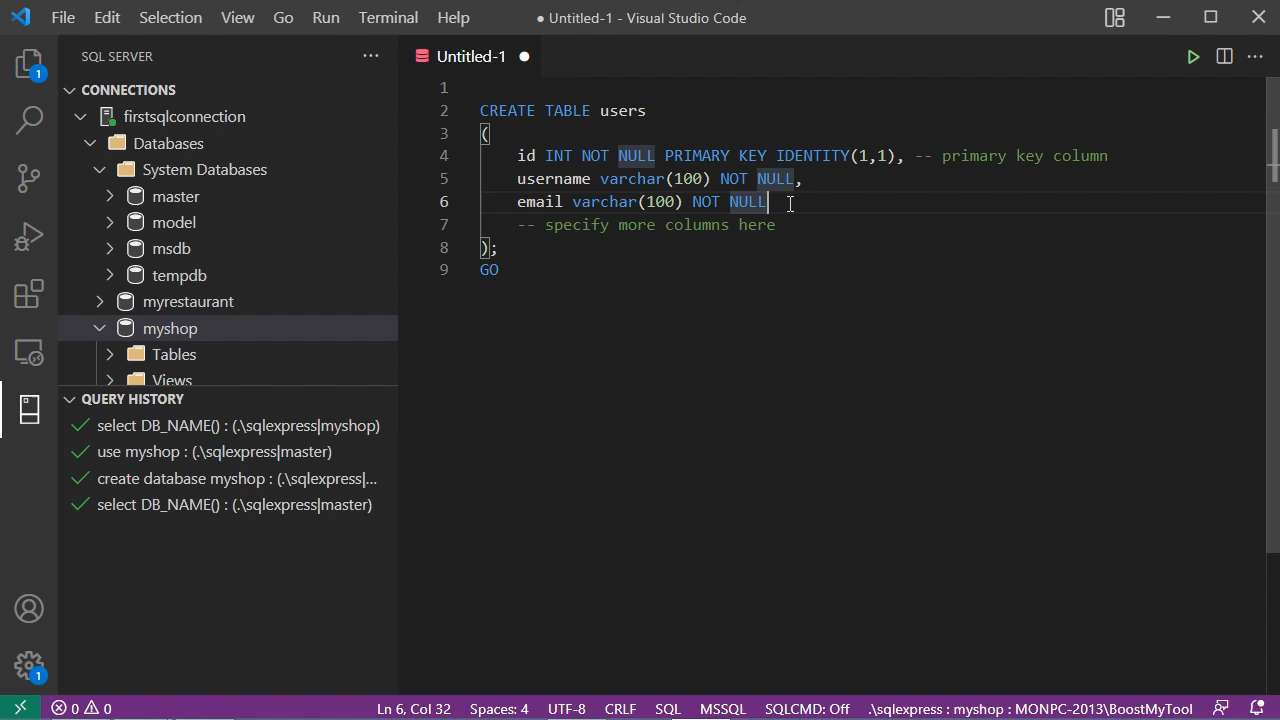 File Edit Selection View Go Run Terminal Help
● Untitled-1 - Visual Studio Code
SQL SERVER
CONNECTIONS
firstsqlconnection
Databases
System Databases
master
model
msdb
tempdb
myrestaurant
myshop
Tables
Views
QUERY HISTORY
select DB_NAME() : (.\sqlexpress|myshop)
use myshop : (.\sqlexpress|master)
create database myshop : (.\sqlexpress|...
select DB_NAME() : (.\sqlexpress|master)
1
1
Untitled-1
1
2 CREATE TABLE users
3 (
4 id INT NOT NULL PRIMARY KEY IDENTITY(1,1), -- primary key column
5 username varchar(100) NOT NULL,
6 email varchar(100) NOT NULL
7 -- specify more columns here
8 );
9 GO
0 0 Ln 6, Col 32 Spaces: 4 UTF-8 CRLF SQL MSSQL SQLCMD: Off .\sqlexpress : myshop : MONPC-2013\BoostMyTool